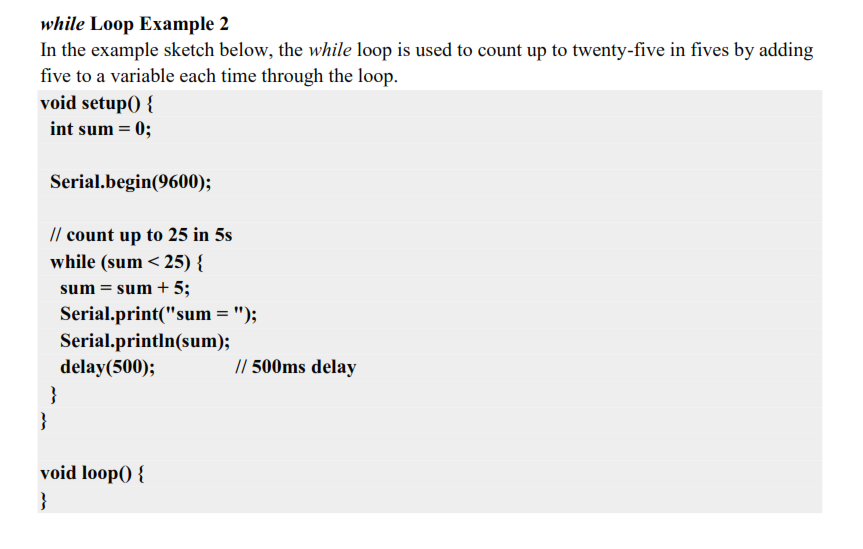 while Loop Example 2
In the example sketch below, the while loop is used to count up to twenty-five in fives by adding
five to a variable each time through the loop.
void setup() {
int sum = 0;
Serial.begin(9600);
// count up to 25 in 5s
while (sum < 25) {
sum = sum + 5;
Serial.print("sum = ");
Serial.println(sum);
delay(500); // 500ms delay
}
}
void loop() {
}